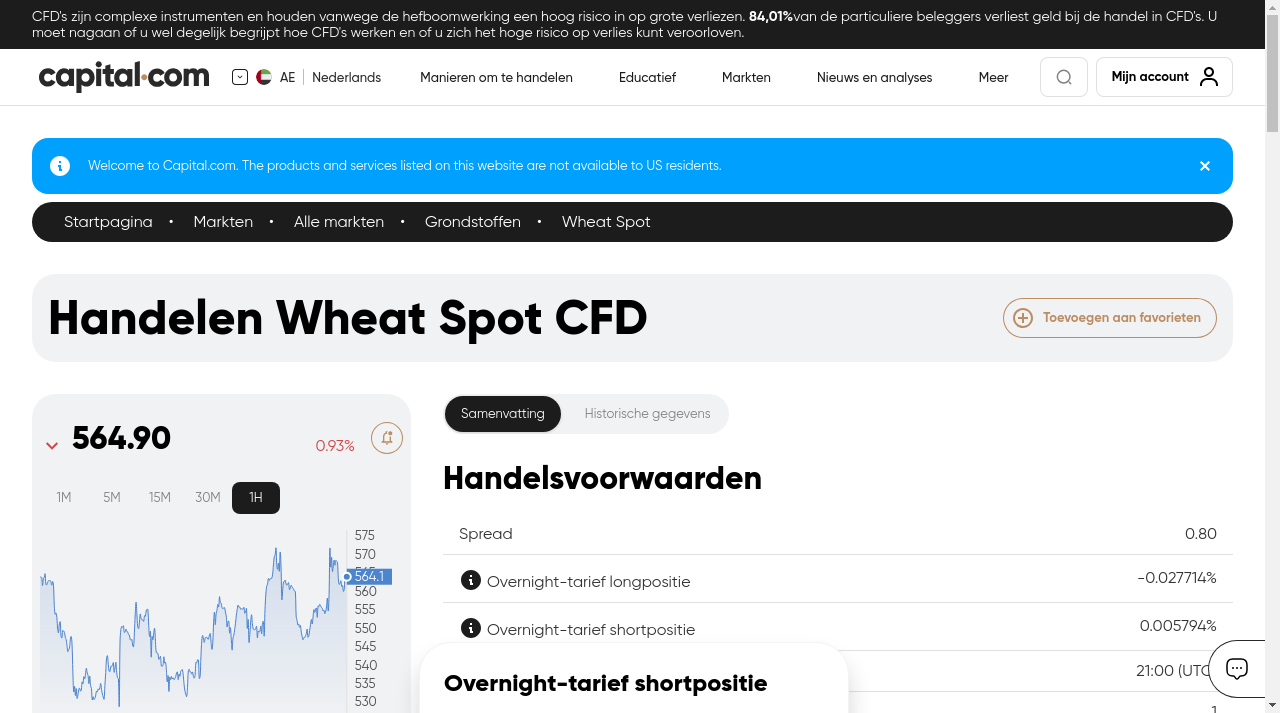 CFD's zijn complexe instrumenten en houden vanwege de hefboomwerking een hoog risico in op grote verliezen. 84,01%van de particuliere beleggers verliest geld bij de handel in CFD's. U
moet nagaan of u wel degelijk begrijpt hoe CFD's werken en of u zich het hoge risico op verlies kunt veroorloven.
capital.com
AE Nederlands
Manieren om te handelen
Educatief
Markten
Nieuws en analyses
Meer
Mijn account
Welcome to Capital.com. The products and services listed on this website are not available to US residents.
Startpagina • Markten • Alle markten • Grondstoffen • Wheat Spot
Handelen Wheat Spot CFD
Toevoegen aan favorieten
564.90
0.93%
1M 5M 15M 30M 1H
575
570
564.1
560
555
550
545
540
535
530
Samenvatting
Historische gegevens
Handelsvoorwaarden
Spread 0.80
Overnight-tarief longpositie -0.027714%
Overnight-tarief shortpositie 0.005794%
21:00 (UTC
1
Overnight-tarief shortpositie